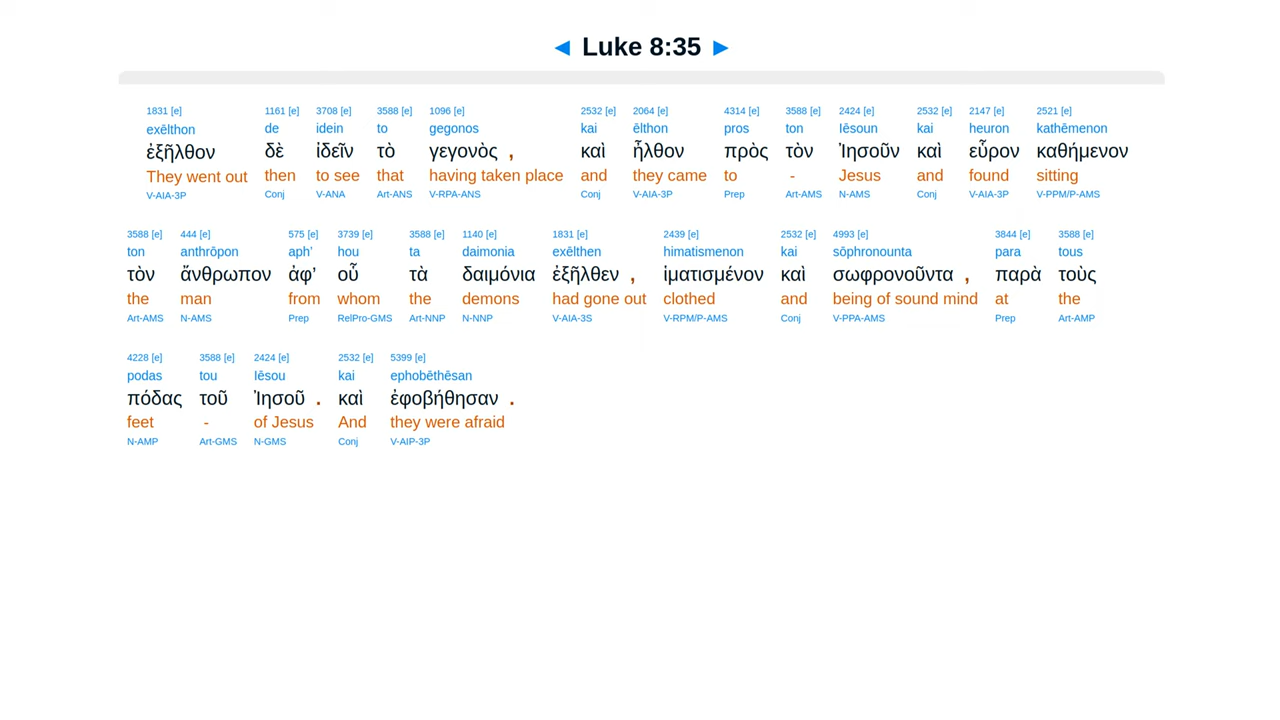 ◄ Luke 8:35 ►
1831 [e] 1161 [e] 3708 [e] 3588 [e] 1096 [e] 2532 [e] 2064 [e] 4314 [e] 3588 [e] 2424 [e] 2532 [e] 2147 [e] 2521 [e]
exēlthon de idein to gegonos kai ēlthon pros ton Iēsoun kai heuron kathēmenon
ἐξῆλθον δὲ ἰδεῖν τὸ γεγονὸς , καὶ ἦλθον πρὸς τὸν Ἰησοῦν καὶ εὗρον καθήμενον
They went out then to see that having taken place and they came to - Jesus and found sitting
V-AIA-3P Conj V-ANA Art-ANS V-RPA-ANS Conj V-AIA-3P Prep Art-AMS N-AMS Conj V-AIA-3P V-PPM/P-AMS
3588 [e] 444 [e] 575 [e] 3739 [e] 3588 [e] 1140 [e] 1831 [e] 2439 [e] 2532 [e] 4993 [e] 3844 [e] 3588 [e]
ton anthrōpon aph’ hou ta daimonia exēlthen himatismenon kai sōphronounta para tous
τὸν ἄνθρωπον ἀφ’ οὗ τὰ δαιμόνια ἐξῆλθεν , ἱματισμένον καὶ σωφρονοῦντα , παρὰ τοὺς
the man from whom the demons had gone out clothed and being of sound mind at the
Art-AMS N-AMS Prep RelPro-GMS Art-NNP N-NNP V-AIA-3S V-RPM/P-AMS Conj V-PPA-AMS Prep Art-AMP
4228 [e] 3588 [e] 2424 [e] 2532 [e] 5399 [e]
podas tou Iēsou kai ephobēthēsan
πόδας τοῦ Ἰησοῦ . καὶ ἐφοβήθησαν .
feet - of Jesus And they were afraid
N-AMP Art-GMS N-GMS Conj V-AIP-3P